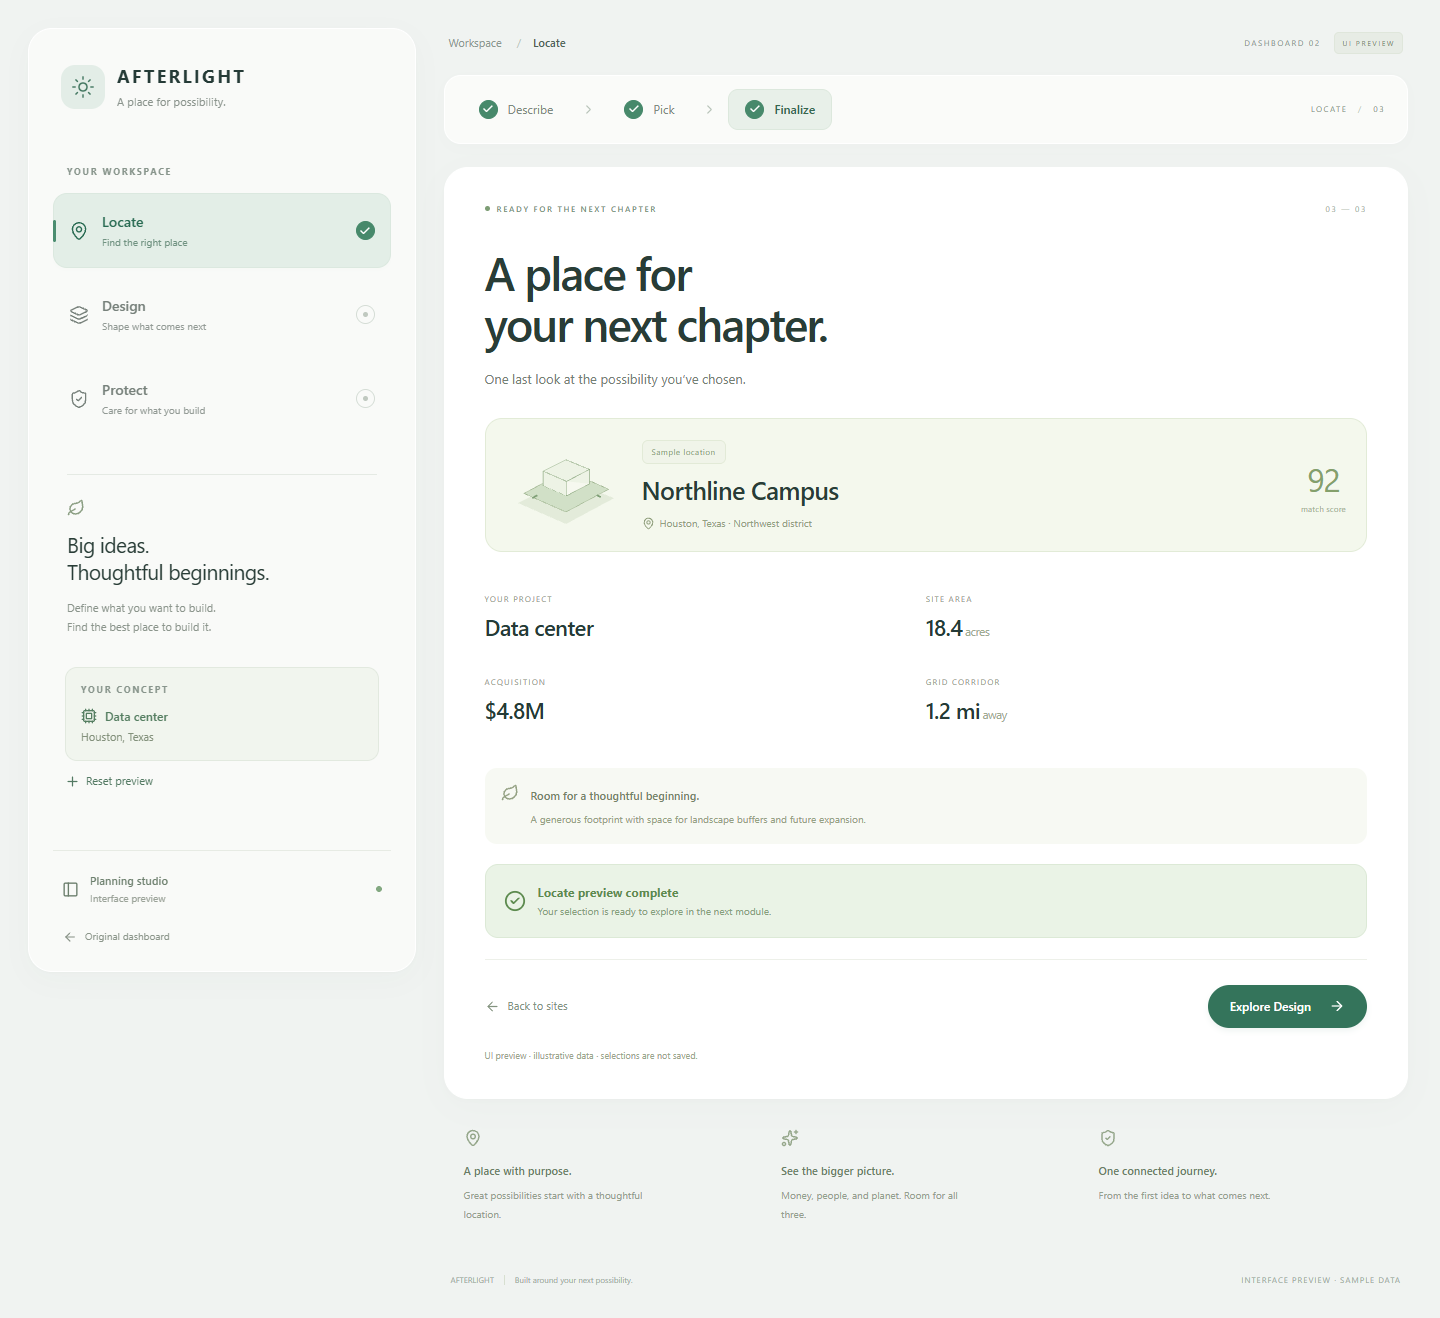 AFTERLIGHT
A place for possibility.
YOUR WORKSPACE
Locate
Find the right place
Design
Shape what comes next
Protect
Care for what you build
Big ideas.
Thoughtful beginnings.
Define what you want to build.
Find the best place to build it.
YOUR CONCEPT
Data center
Houston, Texas
Reset preview
Planning studio
Interface preview
Original dashboard
Workspace / Locate
DASHBOARD 02
UI PREVIEW
Describe
Pick
Finalize
LOCATE / 03
READY FOR THE NEXT CHAPTER
03 — 03
A place for
your next chapter.
One last look at the possibility you’ve chosen.
Sample location
Northline Campus
Houston, Texas · Northwest district
92
match score
YOUR PROJECT
Data center
SITE AREA
18.4 acres
ACQUISITION
$4.8M
GRID CORRIDOR
1.2 mi away
Room for a thoughtful beginning.
A generous footprint with space for landscape buffers and future expansion.
Locate preview complete
Your selection is ready to explore in the next module.
Back to sites
Explore Design
UI preview · illustrative data · selections are not saved.
A place with purpose.
Great possibilities start with a thoughtful
location.
See the bigger picture.
Money, people, and planet. Room for all
three.
One connected journey.
From the first idea to what comes next.
AFTERLIGHT
Built around your next possibility.
INTERFACE PREVIEW · SAMPLE DATA